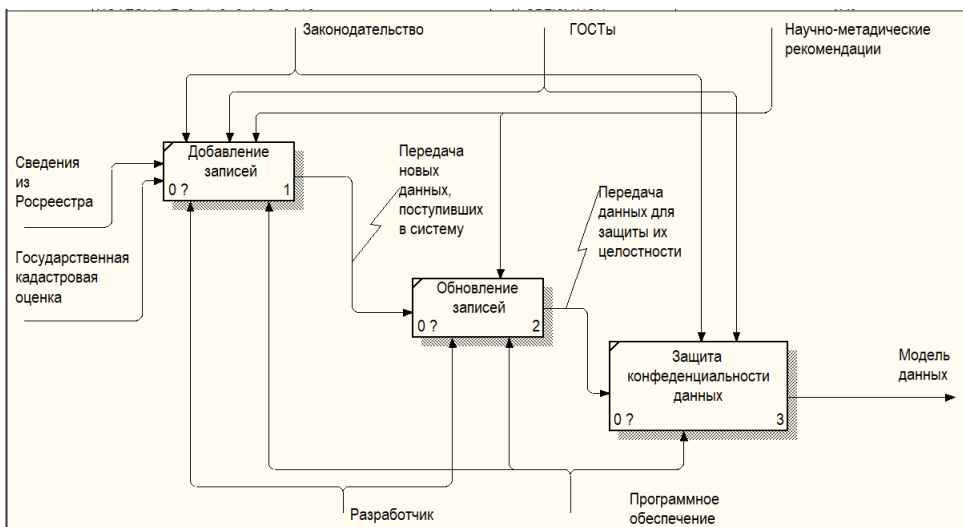 Законодательство
ГОСТы
Научно-метадические
рекомендации
Добавление
записей
0 ?
1
Сведения
из
Росреестра
Передача
новых
данных,
поступивших
в систему
Передача
данных для
защиты их
целостности
Государственная
кадастровая
оценка
Обновление
записей
0 ?
2
Защита
конфеденциальности
данных
0 ?
3
Модель
данных
Разработчик
Программное
обеспечение